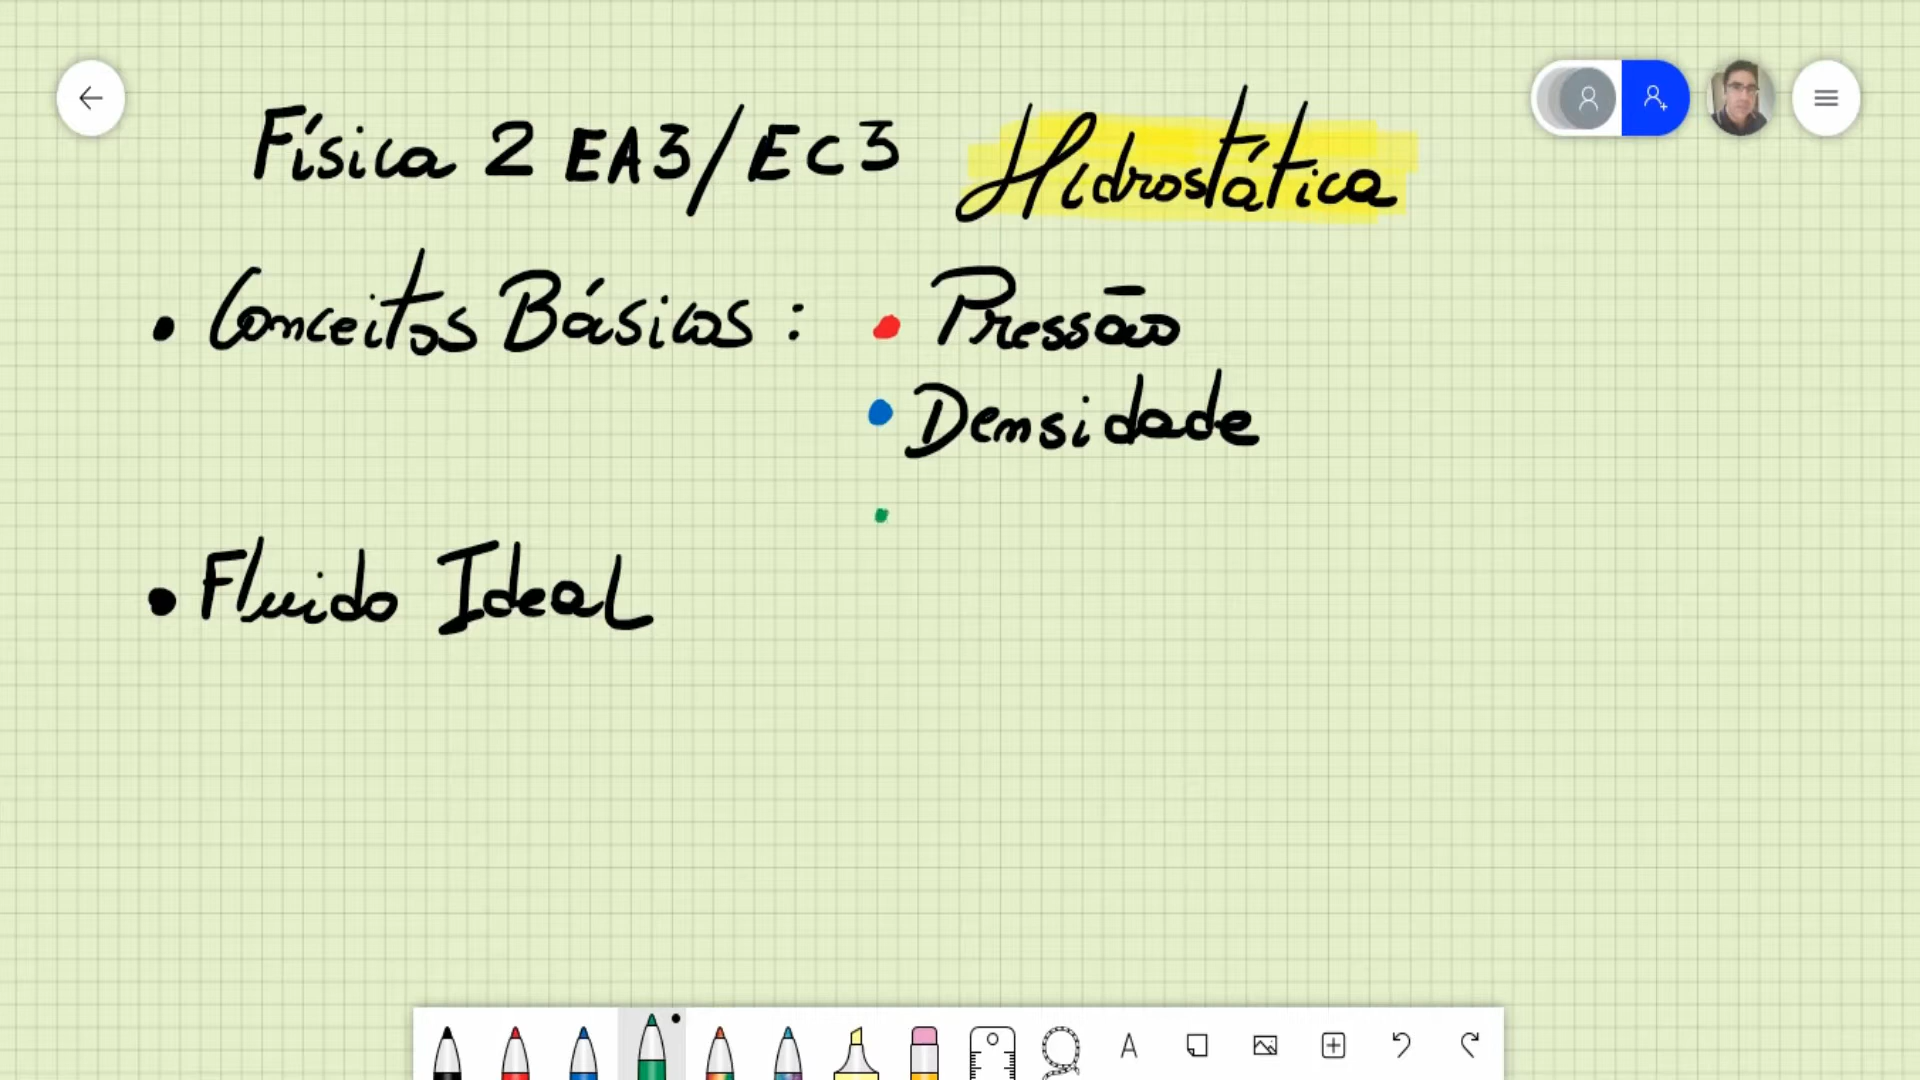 Física 2 EA3/EC3 Hidrostática
• Conceitos Básicos : • Pressão
• Densidade
•
• Fluido Ideal
A